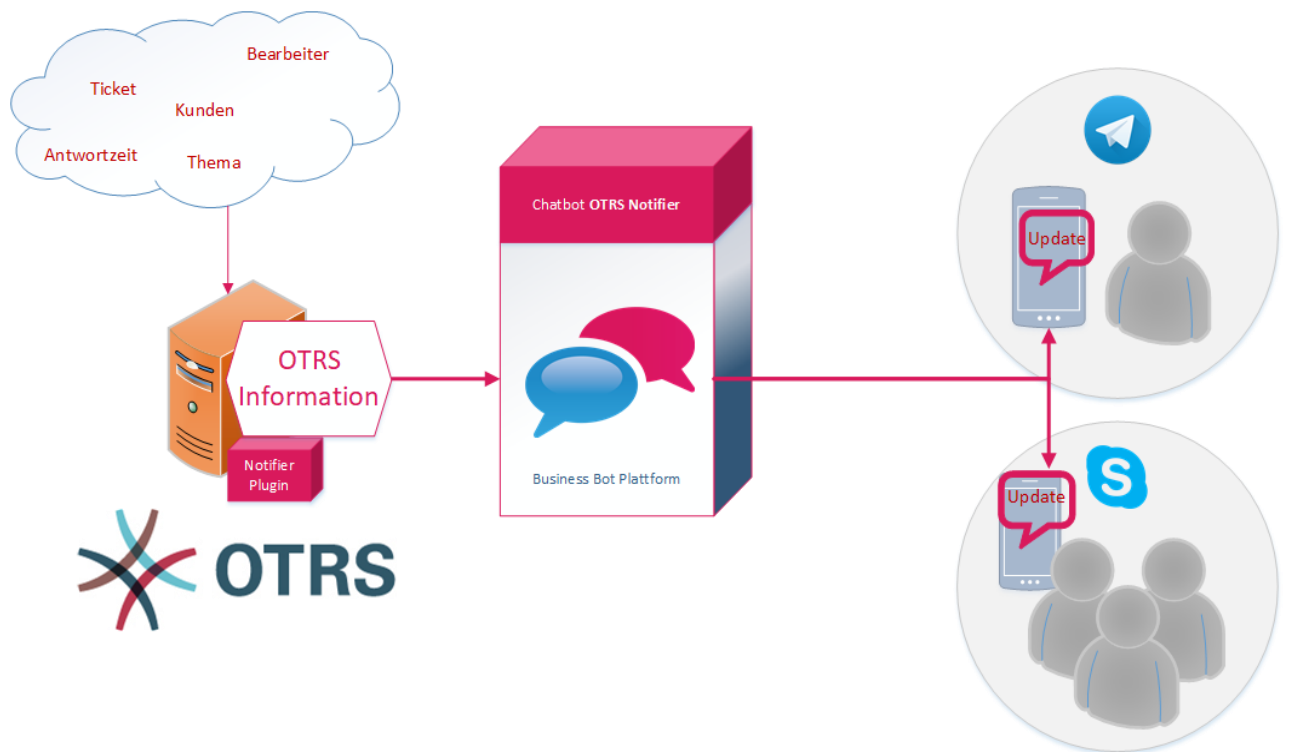 Bearbeiter
Ticket
Kunden
Antwortzeit
Thema
Chatbot OTRS Notifier
Business Bot Plattform
OTRS
Information
Notifier
Plugin
OTRS
Update
S
Update